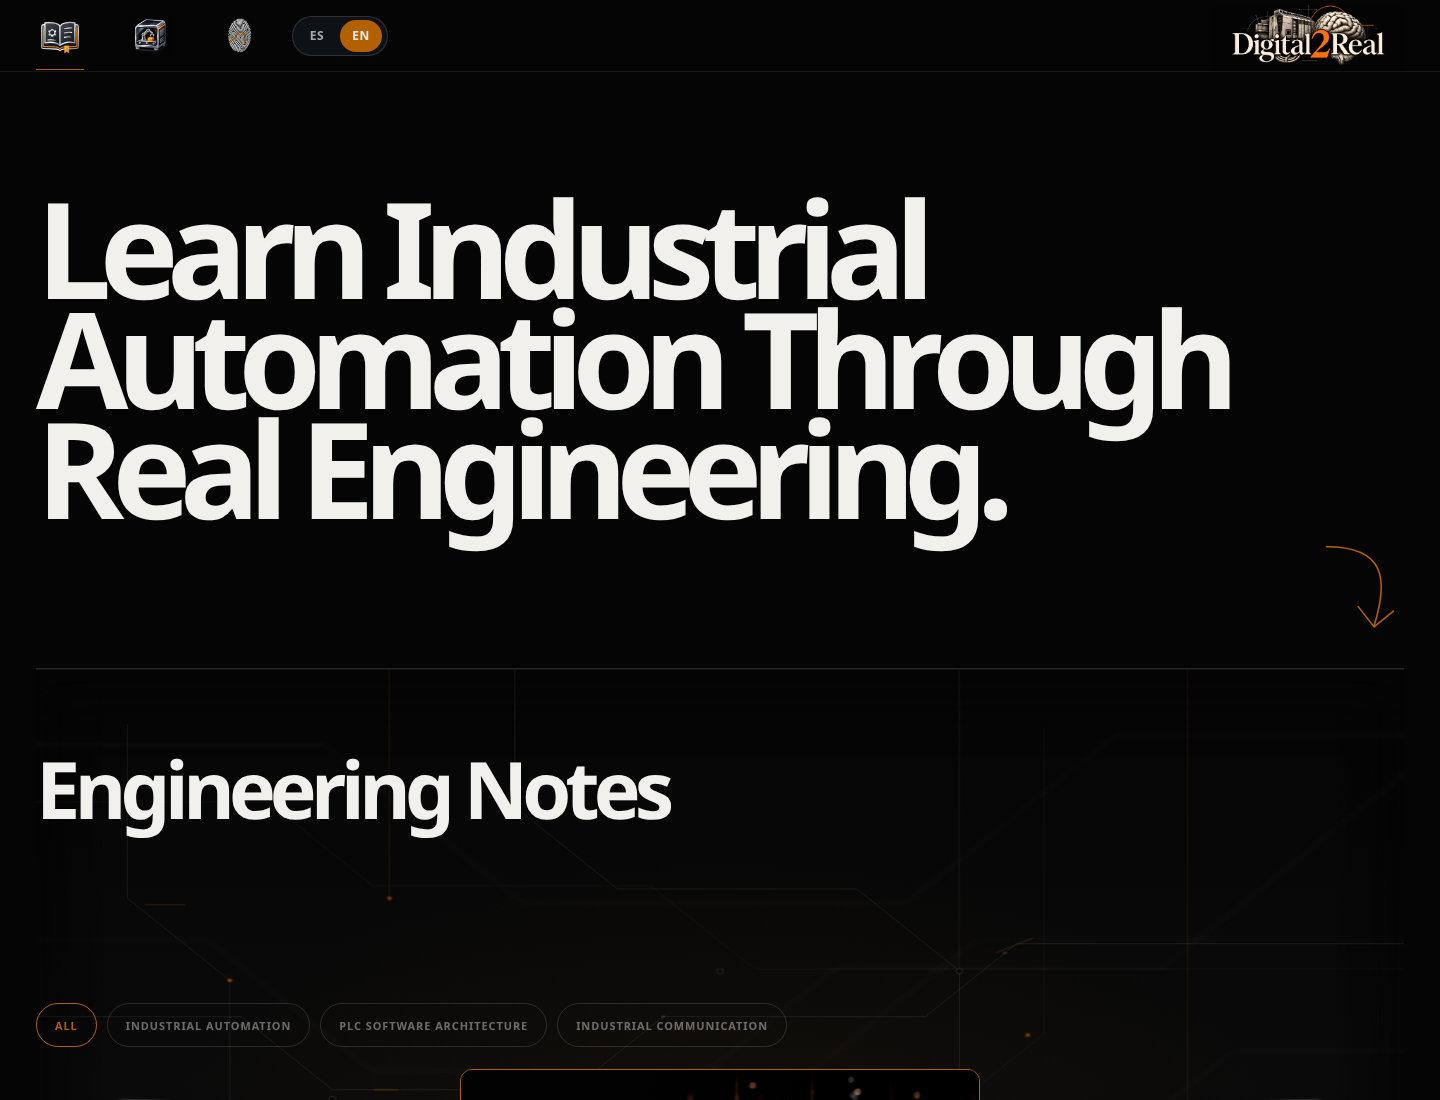 ES EN
Digital2Real
Learn Industrial
Automation Through
Real Engineering.
Engineering Notes
ALL
INDUSTRIAL AUTOMATION
PLC SOFTWARE ARCHITECTURE
INDUSTRIAL COMMUNICATION